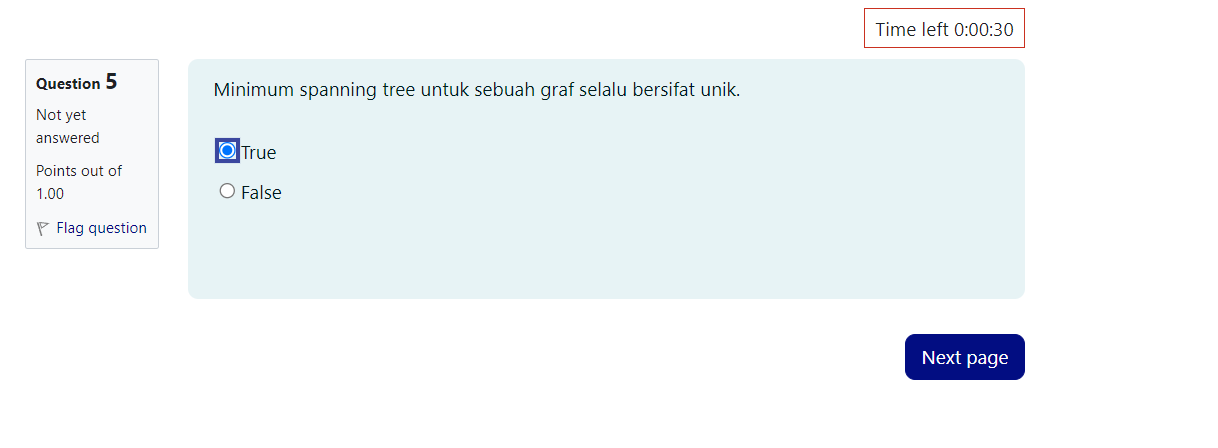 Time left 0:00:30
Question 5
Not yet
answered
Points out of
1.00
Flag question
Minimum spanning tree untuk sebuah graf selalu bersifat unik.
True
False
Next page